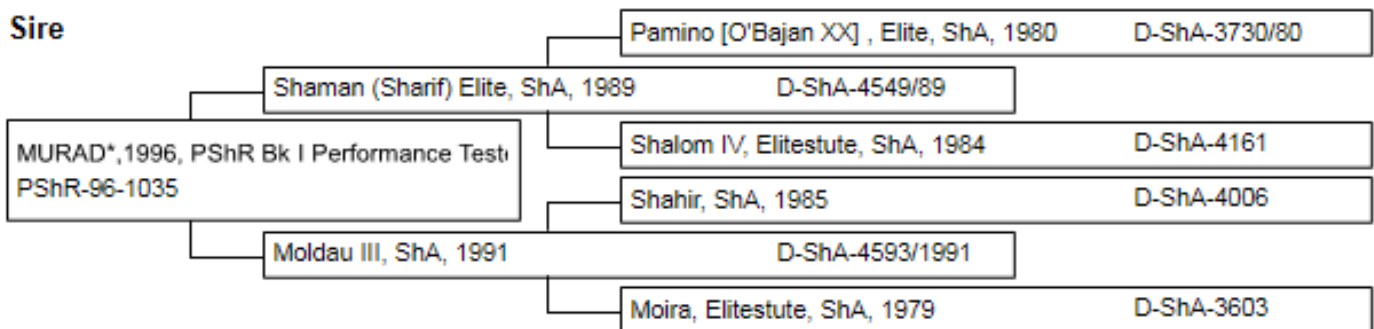 Sire
Pamino [O'Bajan XX] , Elite, ShA, 1980 D-ShA-3730/80
Shaman (Sharif) Elite, ShA, 1989 D-ShA-4549/89
MURAD*,1996, PShR Bk I Performance Teste
PShR-96-1035
Shalom IV, Elitestute, ShA, 1984 D-ShA-4161
Shahir, ShA, 1985 D-ShA-4006
Moldau III, ShA, 1991 D-ShA-4593/1991
Moira, Elitestute, ShA, 1979 D-ShA-3603